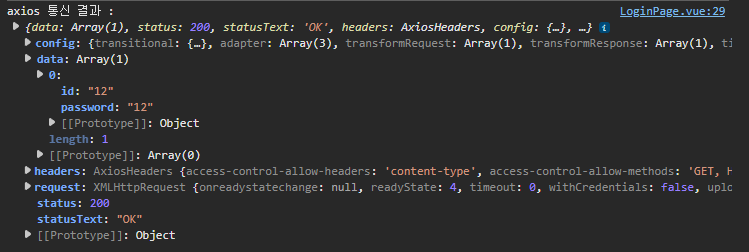 axios 통신 결과 : LoginPage.vue:29
{data: Array(1), status: 200, statusText: 'OK', headers: AxiosHeaders, config: {…}, …} i
config: {transitional: {…}, adapter: Array(3), transformRequest: Array(1), transformResponse: Array(1), ti
data: Array(1)
0:
id: "12"
password: "12"
[[Prototype]]: Object
length: 1
[[Prototype]]: Array(0)
headers: AxiosHeaders {access-control-allow-headers: 'content-type', access-control-allow-methods: 'GET, H
request: XMLHttpRequest {onreadystatechange: null, readyState: 4, timeout: 0, withCredentials: false, uplo
status: 200
statusText: "OK"
[[Prototype]]: Object